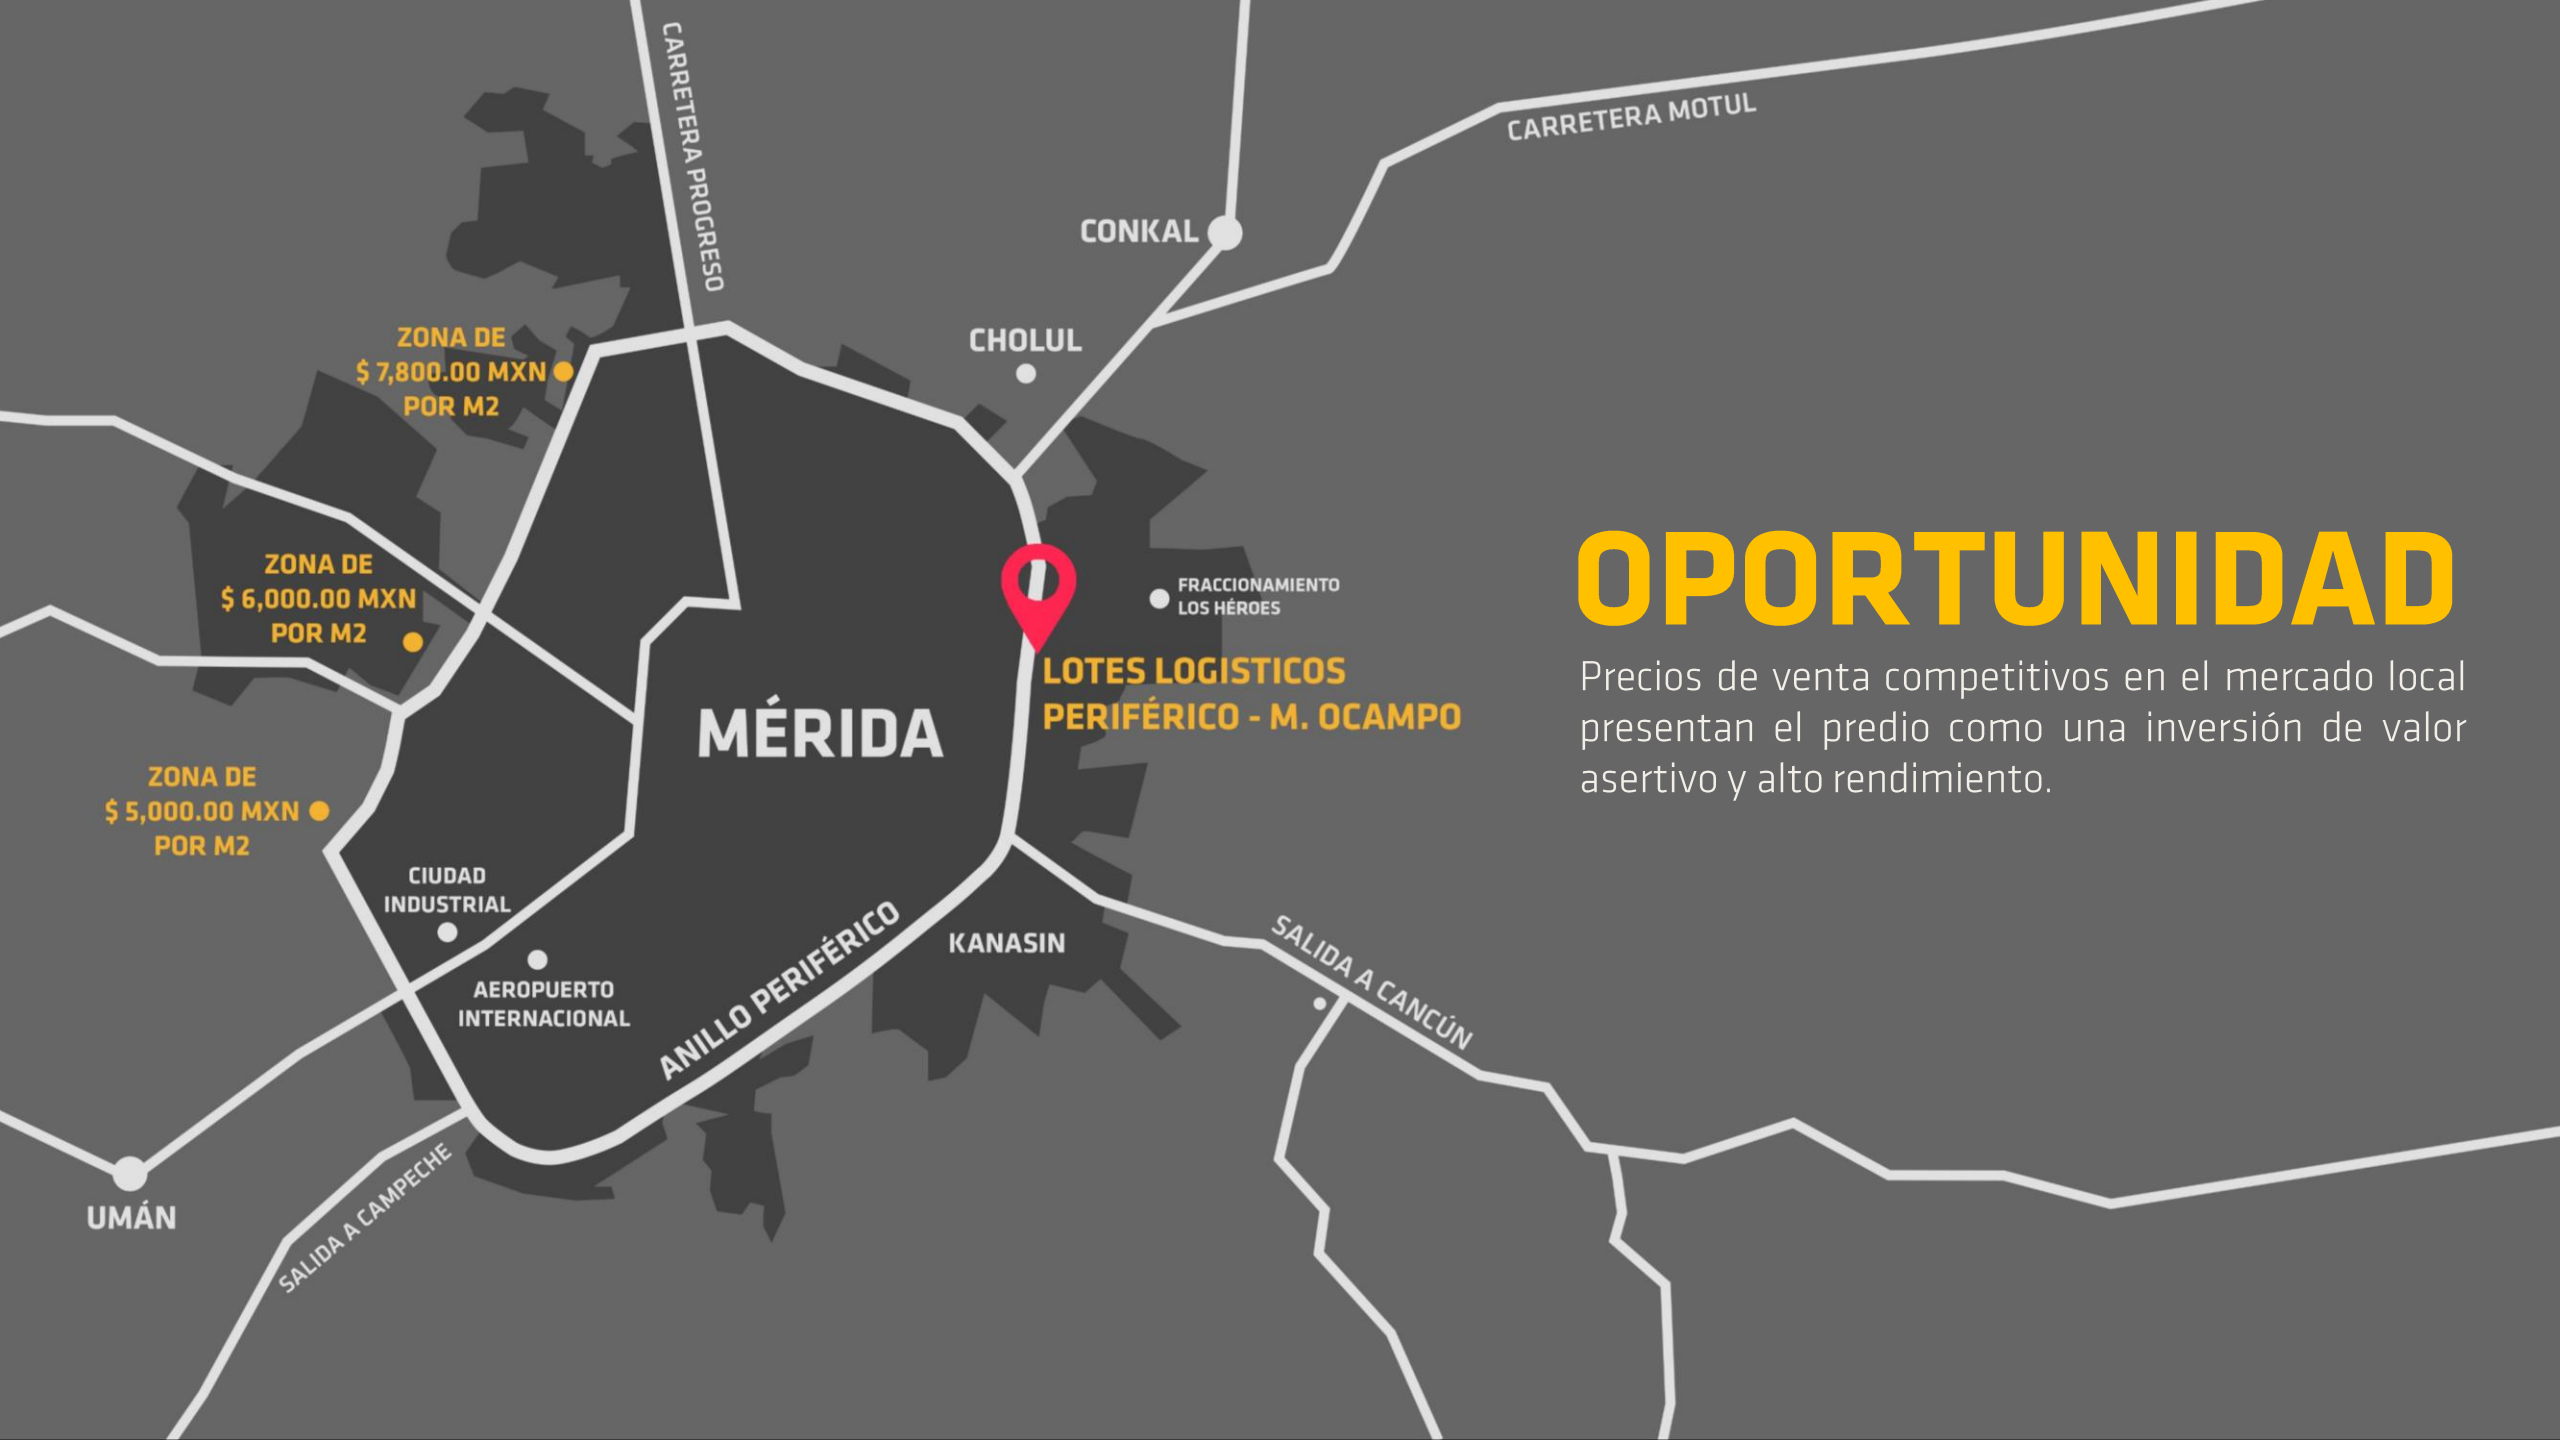 CARRETERA PROGRESO
CARRETERA MOTUL
CONKAL
CHOLUL
ZONA DE
$ 7,800.00 MXN
POR M2
ZONA DE
$ 6,000.00 MXN
POR M2
FRACCIONAMIENTO
LOS HÉROES
LOTES LOGISTICOS
PERIFÉRICO - M. OCAMPO
MÉRIDA
OPORTUNIDAD
Precios de venta competitivos en el mercado local
presentan el predio como una inversión de valor
asertivo y alto rendimiento.
ZONA DE
$ 5,000.00 MXN
POR M2
CIUDAD
INDUSTRIAL
AEROPUERTO
INTERNACIONAL
ANILLO PERIFÉRICO
KANASIN
SALIDA A CANCÚN
UMÁN
SALIDA A CAMPECHE